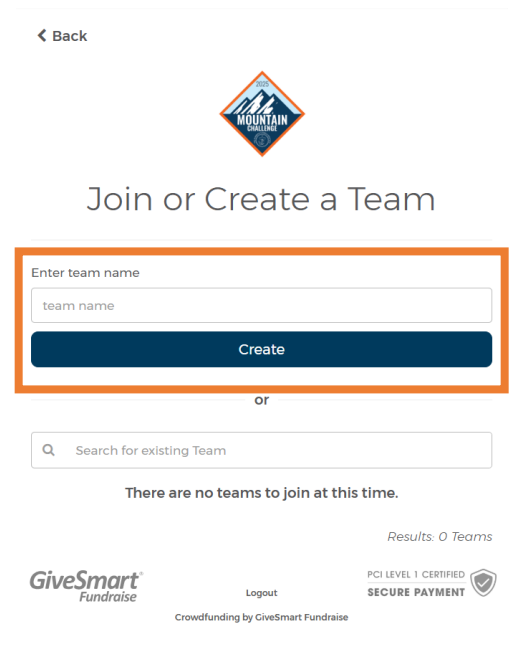 Back
2025
MOUNTAIN
CHALLENGE
Join or Create a Team
Enter team name
team name
Create
or
Search for existing Team
There are no teams to join at this time.
Results: 0 Teams
GiveSmart®
Fundraise
Logout
Crowdfunding by GiveSmart Fundraise
PCI LEVEL 1 CERTIFIED
SECURE PAYMENT